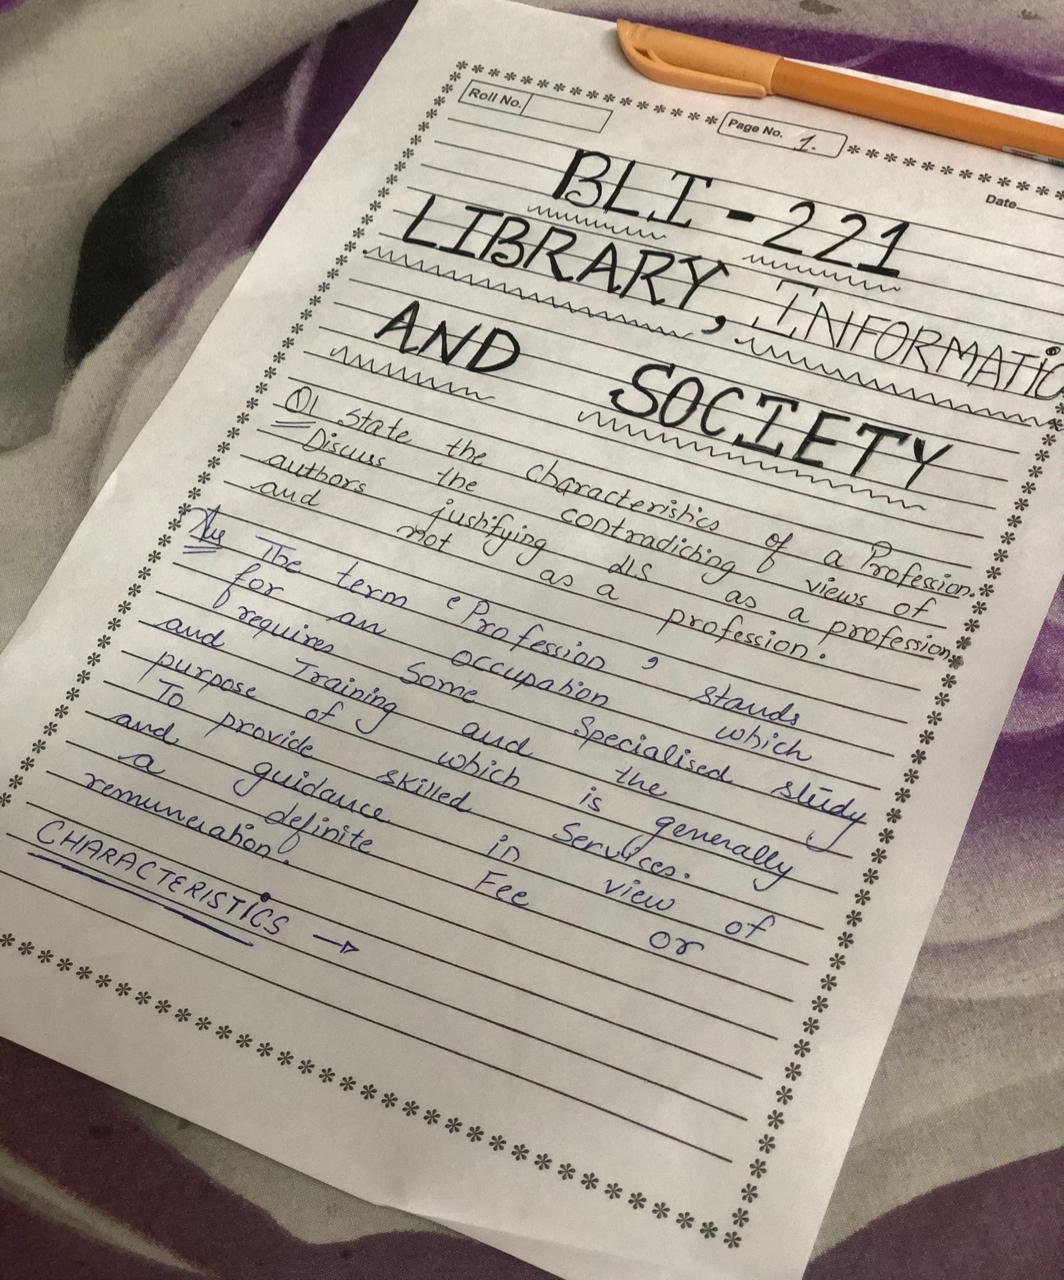 Roll No.
Page No. 1.
Date
BLI - 221
LIBRARY, INFORMATIO
AND SOCIETY
Q1 State the characteristics of a Profession.
Discuss the contradicting views of
authors justifying LIS as a profession
and not as a profession.
Ans The term 'Profession' stands
for an occupation which
requires Some Specialised study
and Training and the
purpose of which is generally
To provide skilled Services.
and guidance in view of
a definite Fee or
remuneration.
CHARACTERISTICS →